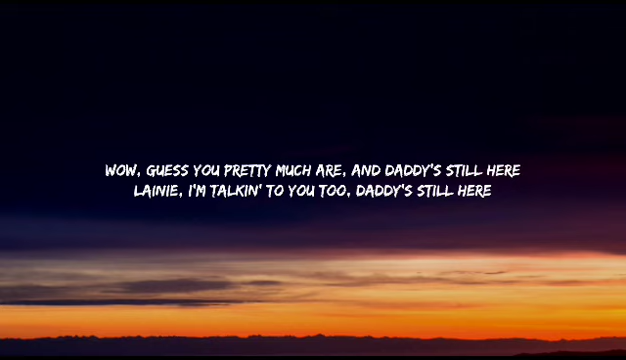 WOW, GUESS YOU PRETTY MUCH ARE, AND DADDY'S STILL HERE
LAINIE, I'M TALKIN' TO YOU TOO, DADDY'S STILL HERE